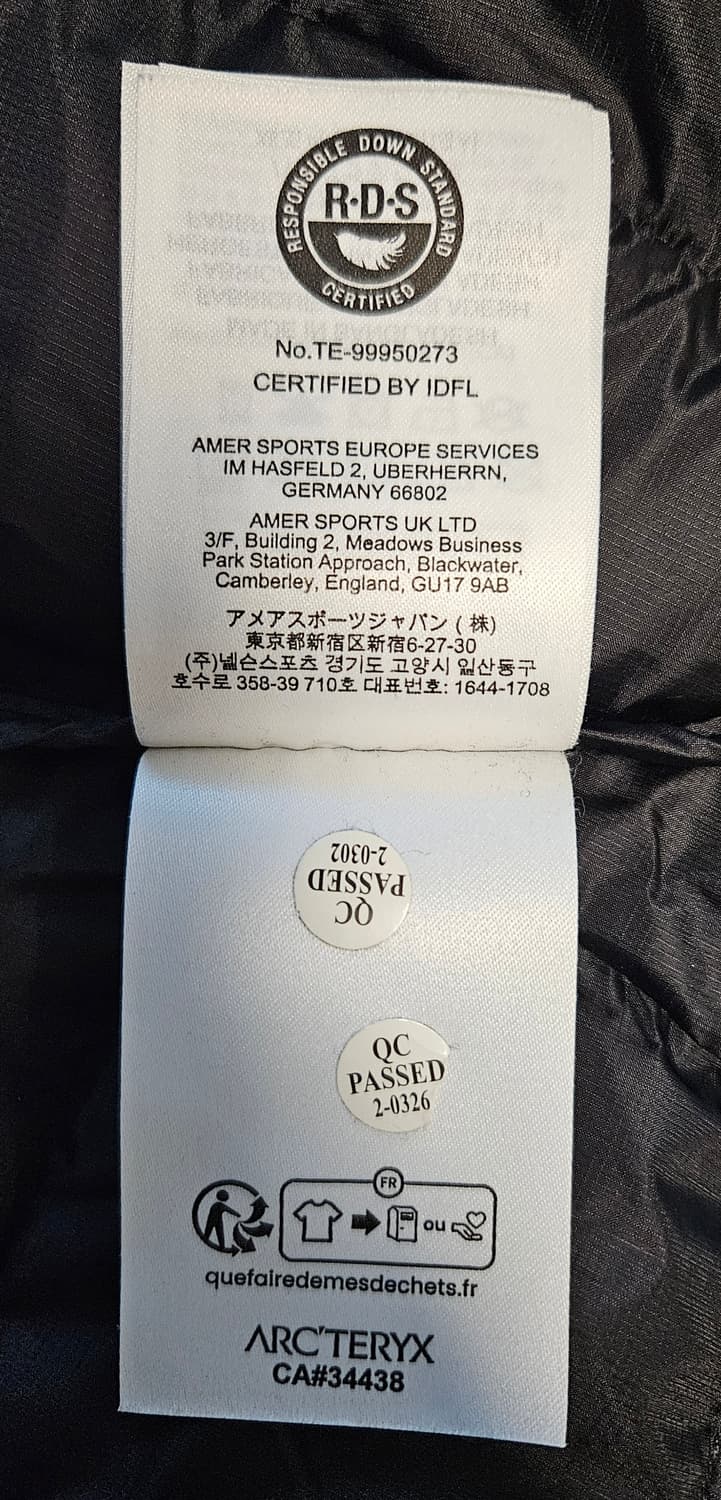 RESPONSIBLE DOWN STANDARD
R·D·S
CERTIFIED
No.TE-99950273
CERTIFIED BY IDFL
AMER SPORTS EUROPE SERVICES
IM HASFELD 2, UBERHERRN,
GERMANY 66802
AMER SPORTS UK LTD
3/F, Building 2, Meadows Business
Park Station Approach, Blackwater,
Camberley, England, GU17 9AB
アメアスポーツジャパン ( 株)
東京都新宿区新宿6-27-30
(주)넬슨스포츠 경기도 고양시 일산동구
호수로 358-39 710호 대표번호: 1644-1708
QC
PASSED
2-0302
QC
PASSED
2-0326
FR
ou
quefairedemesdechets.fr
ARC'TERYX
CA#34438